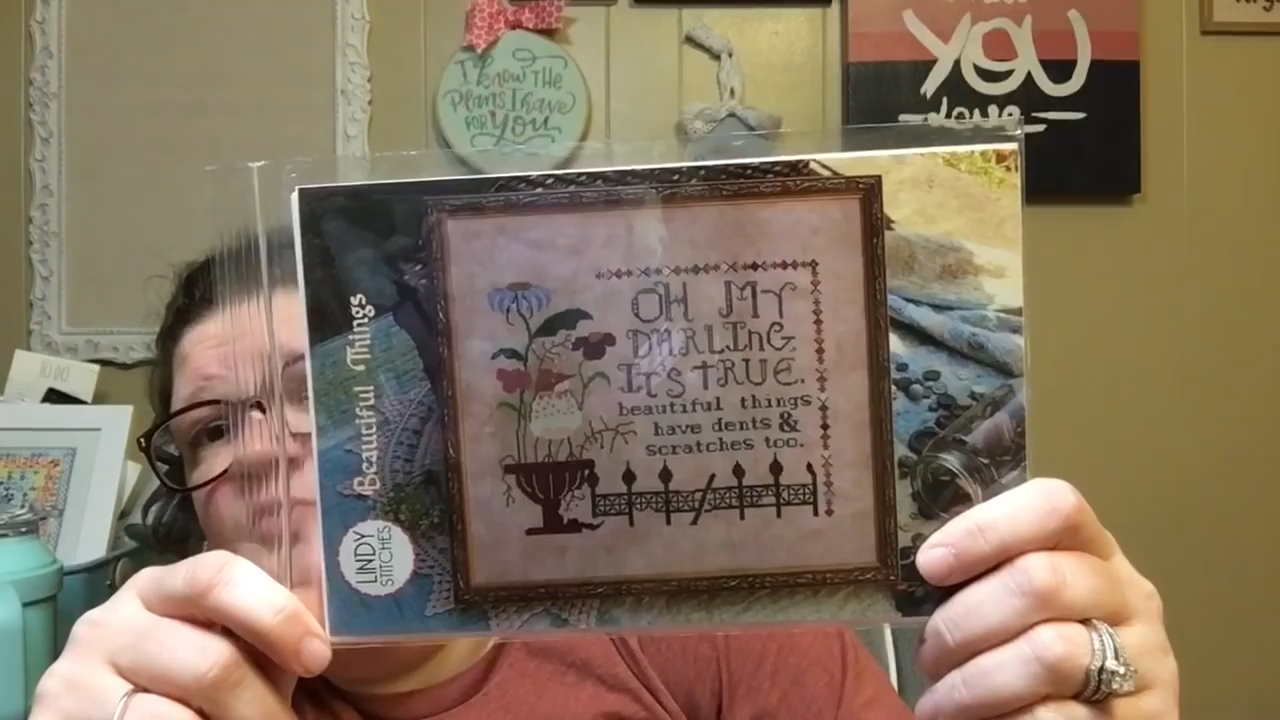 I KNOW THE
Plans I have
FOR YOU
YOU
Love
TO DO
OH MY
DARLING
IT'S TRUE.
beautiful things
have dents &
scratches too.
Beautiful Things
LINDY
STITCHES